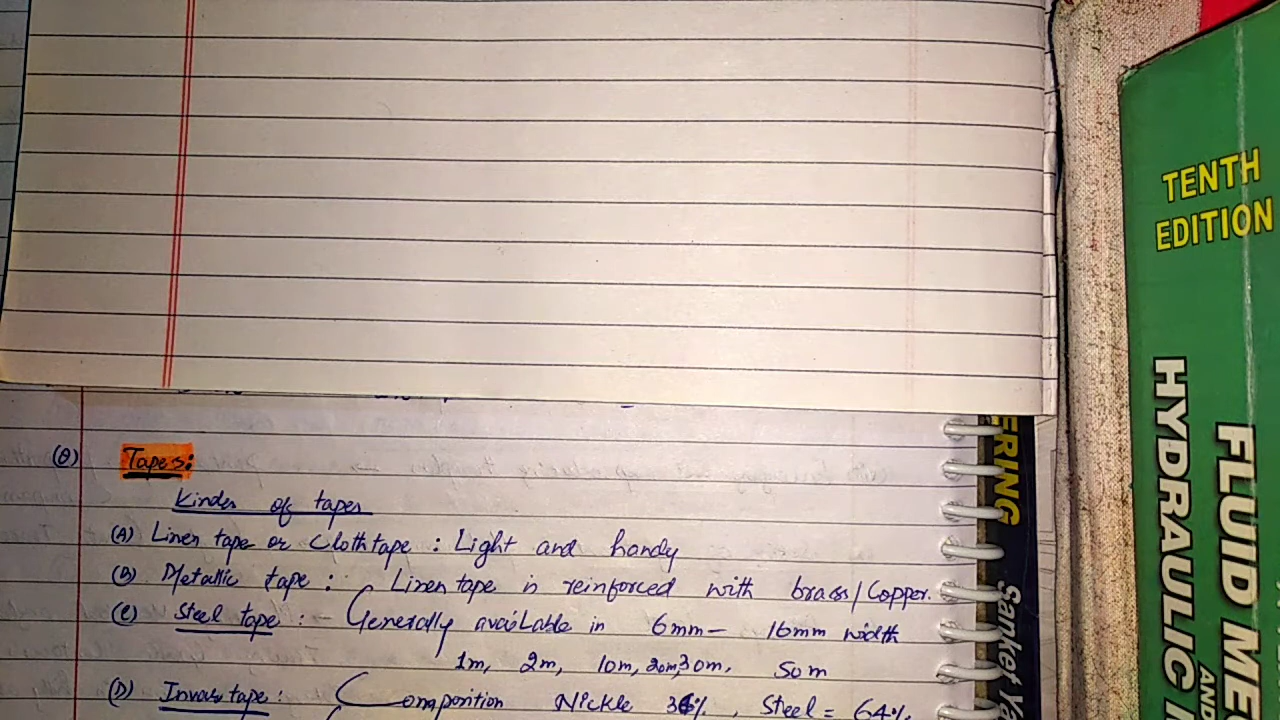 (Q) Tapes:
Kinds of tapes
(A) Linen tape or Cloth tape : Light and handy
(B) Metallic tape : Linen tape is reinforced with brass/Copper.
(C) Steel tape : - Generally available in 6mm - 16mm width
1m, 2m, 10m, 20m, 30m, 50m
(D) Invar tape : Composition Nickle 36%, Steel = 64%.
TENTH
EDITION
FLUID ME
AND
HYDRAULIC
ERING
Sanket Ya